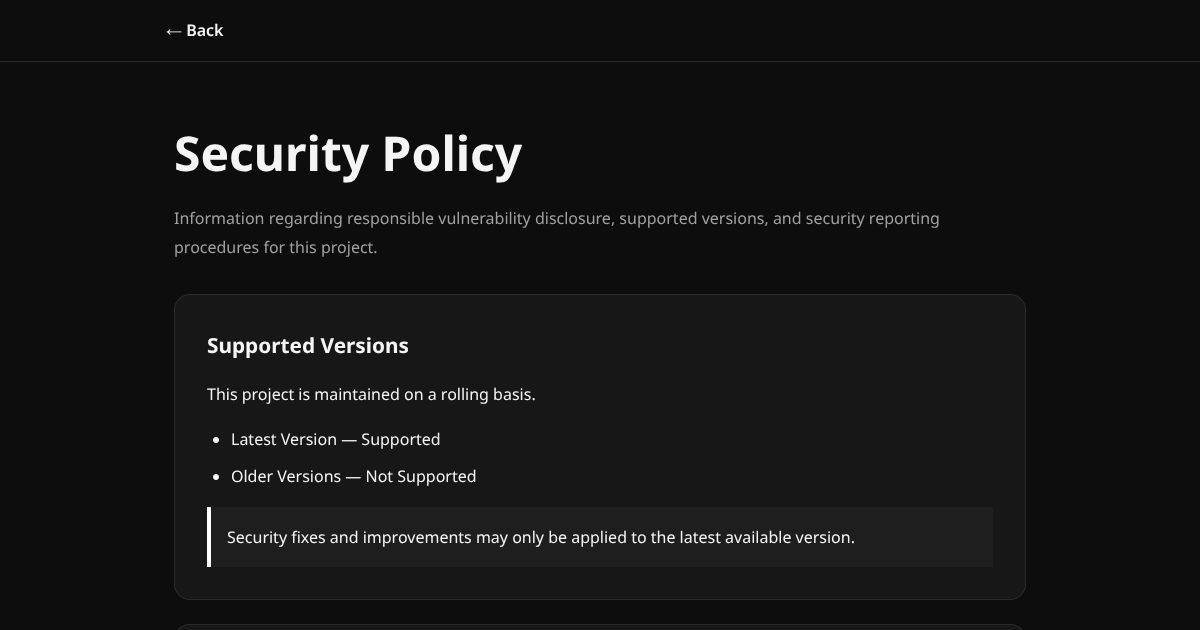 ← Back
Security Policy
Information regarding responsible vulnerability disclosure, supported versions, and security reporting
procedures for this project.
Supported Versions
This project is maintained on a rolling basis.
• Latest Version — Supported
• Older Versions — Not Supported
Security fixes and improvements may only be applied to the latest available version.